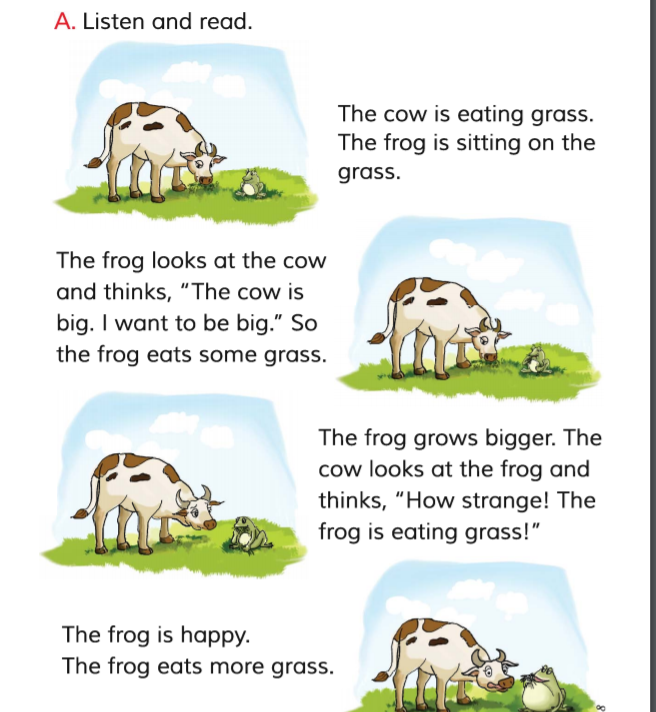 A. Listen and read.
The cow is eating grass.
The frog is sitting on the
grass.
The frog looks at the cow
and thinks, “The cow is
big. I want to be big.” So
the frog eats some grass.
The frog grows bigger. The
cow looks at the frog and
thinks, “How strange! The
frog is eating grass!”
The frog is happy.
The frog eats more grass.